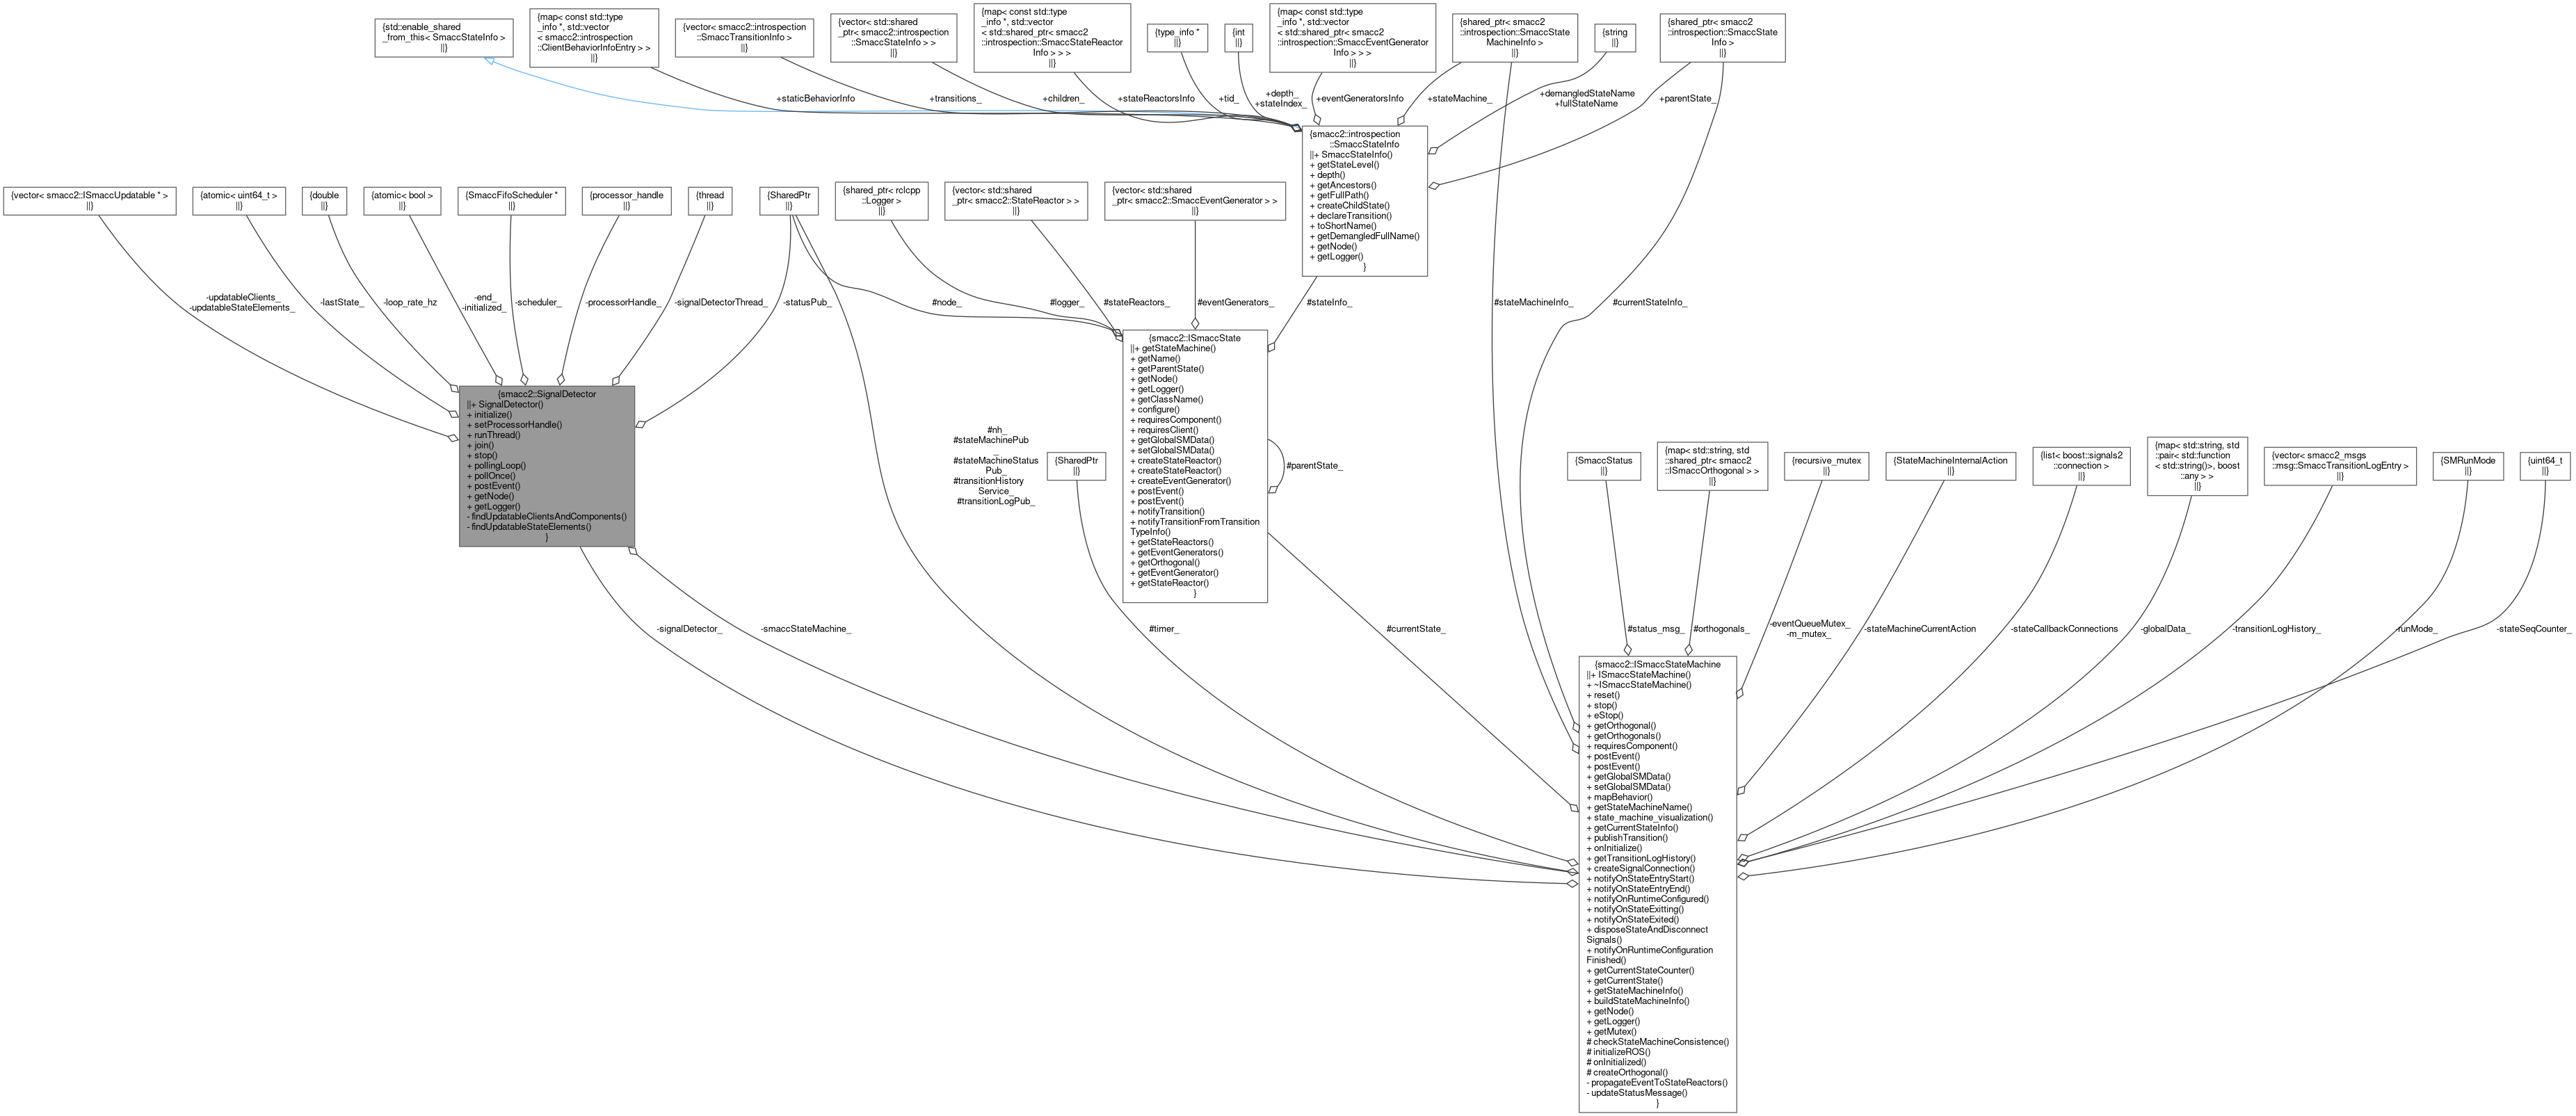 {std::enable_shared
_from_this< SmaccStateInfo >
||}
{map< const std::type
_info *, std::vector
< smacc2::introspection
::ClientBehaviorInfoEntry > >
||}
{vector< smacc2::introspection
::SmaccTransitionInfo >
||}
{vector< std::shared
_ptr< smacc2::introspection
::SmaccStateInfo > >
||}
{map< const std::type
_info *, std::vector
< std::shared_ptr< smacc2
::introspection::SmaccStateReactor
Info > > >
||}
{type_info *
||}
{int
||}
{map< const std::type
_info *, std::vector
< std::shared_ptr< smacc2
::introspection::SmaccEventGenerator
Info > > >
||}
{shared_ptr< smacc2
::introspection::SmaccState
MachineInfo >
||}
{string
||}
{shared_ptr< smacc2
::introspection::SmaccState
Info >
||}
+staticBehaviorInfo
+transitions_
+children_
+stateReactorsInfo
+tid_
+depth_
+stateIndex_
+eventGeneratorsInfo
+stateMachine_
+demangledStateName
+fullStateName
+parentState_
{smacc2::introspection
::SmaccStateInfo
||+ SmaccStateInfo()
+ getStateLevel()
+ depth()
+ getAncestors()
+ getFullPath()
+ createChildState()
+ declareTransition()
+ toShortName()
+ getDemangledFullName()
+ getNode()
+ getLogger()
}
{vector< smacc2::ISmaccUpdatable * >
||}
{atomic< uint64_t >
||}
{double
||}
{atomic< bool >
||}
{SmaccFifoScheduler *
||}
{processor_handle
||}
{thread
||}
{SharedPtr
||}
{shared_ptr< rclcpp
::Logger >
||}
{vector< std::shared
_ptr< smacc2::StateReactor > >
||}
{vector< std::shared
_ptr< smacc2::SmaccEventGenerator > >
||}
-updatableClients_
-updatableStateElements_
-lastState_
-loop_rate_hz
-end_
-initialized_
-scheduler_
-processorHandle_
-signalDetectorThread_
-statusPub_
#node_
#logger_
#stateReactors_
#eventGenerators_
#stateInfo_
#stateMachineInfo_
#currentStateInfo_
{smacc2::ISmaccState
||+ getStateMachine()
+ getName()
+ getParentState()
+ getNode()
+ getLogger()
+ getClassName()
+ configure()
+ requiresComponent()
+ requiresClient()
+ getGlobalSMData()
+ setGlobalSMData()
+ createStateReactor()
+ createStateReactor()
+ createEventGenerator()
+ postEvent()
+ postEvent()
+ notifyTransition()
+ notifyTransitionFromTransition
TypeInfo()
+ getStateReactors()
+ getEventGenerators()
+ getOrthogonal()
+ getEventGenerator()
+ getStateReactor()
}
#parentState_
{smacc2::SignalDetector
||+ SignalDetector()
+ initialize()
+ setProcessorHandle()
+ runThread()
+ join()
+ stop()
+ pollingLoop()
+ pollOnce()
+ postEvent()
+ getNode()
+ getLogger()
- findUpdatableClientsAndComponents()
- findUpdatableStateElements()
}
#nh_
#stateMachinePub
_
#stateMachineStatus
Pub_
#transitionHistory
Service_
#transitionLogPub_
{SharedPtr
||}
{SmaccStatus
||}
{map< std::string, std
::shared_ptr< smacc2
::ISmaccOrthogonal > >
||}
{recursive_mutex
||}
{StateMachineInternalAction
||}
{list< boost::signals2
::connection >
||}
{map< std::string, std
::pair< std::function
< std::string()>, boost
::any > >
||}
{vector< smacc2_msgs
::msg::SmaccTransitionLogEntry >
||}
{SMRunMode
||}
{uint64_t
||}
-signalDetector_
-smaccStateMachine_
#timer_
#currentState_
#status_msg_
#orthogonals_
-eventQueueMutex_
-m_mutex_
-stateMachineCurrentAction
-stateCallbackConnections
-globalData_
-transitionLogHistory_
-runMode_
-stateSeqCounter_
{smacc2::ISmaccStateMachine
||+ ISmaccStateMachine()
+ ~ISmaccStateMachine()
+ reset()
+ stop()
+ eStop()
+ getOrthogonal()
+ getOrthogonals()
+ requiresComponent()
+ postEvent()
+ postEvent()
+ getGlobalSMData()
+ setGlobalSMData()
+ mapBehavior()
+ getStateMachineName()
+ state_machine_visualization()
+ getCurrentStateInfo()
+ publishTransition()
+ onInitialize()
+ getTransitionLogHistory()
+ createSignalConnection()
+ notifyOnStateEntryStart()
+ notifyOnStateEntryEnd()
+ notifyOnRuntimeConfigured()
+ notifyOnStateExitting()
+ notifyOnStateExited()
+ disposeStateAndDisconnect
Signals()
+ notifyOnRuntimeConfiguration
Finished()
+ getCurrentStateCounter()
+ getCurrentState()
+ getStateMachineInfo()
+ buildStateMachineInfo()
+ getNode()
+ getLogger()
+ getMutex()
# checkStateMachineConsistence()
# initializeROS()
# onInitialized()
# createOrthogonal()
- propagateEventToStateReactors()
- updateStatusMessage()
}